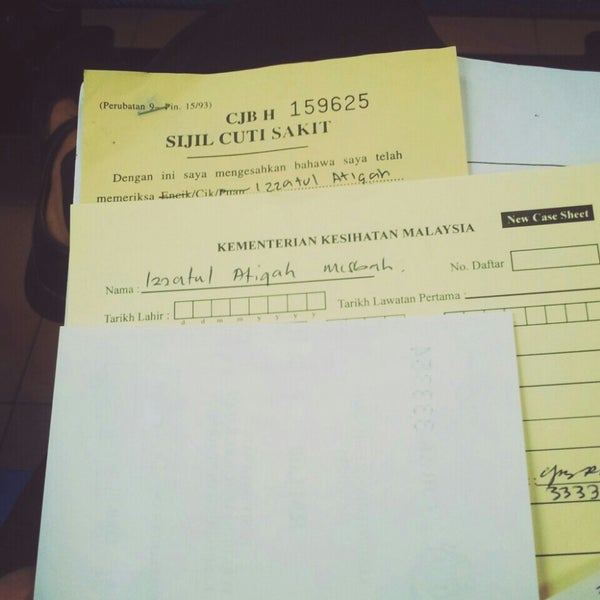 (Perubatan 9 Pin. 15/93)
CJB H 159625
SIJIL CUTI SAKIT
Dengan ini saya mengesahkan bahawa saya telah
memeriksa Encik/Cik/Puan Izzatul Atiqah
New Case Sheet
KEMENTERIAN KESIHATAN MALAYSIA
Nama : Izzatul Atiqah Misbah. No. Daftar
Tarikh Lahir : Tarikh Lawatan Pertama :
d d m m y y y y
3333